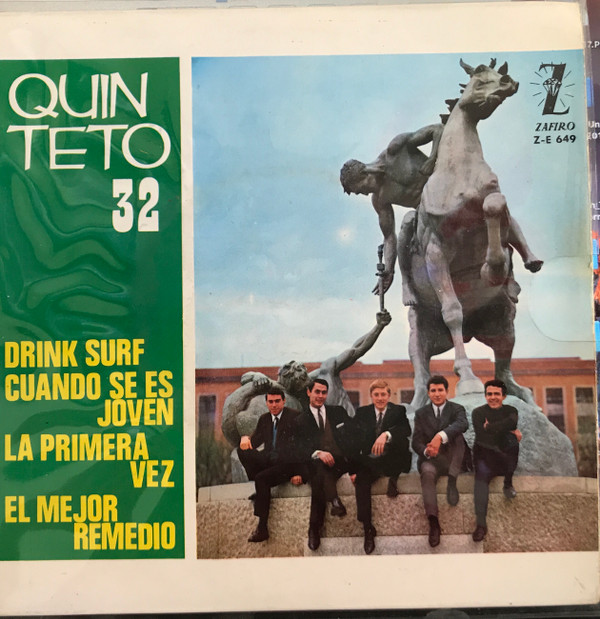 QUIN
TETO
32
DRINK SURF
CUANDO SE ES
JOVEN
LA PRIMERA
VEZ
EL MEJOR
REMEDIO
Z
ZAFIRO
Z-E 649